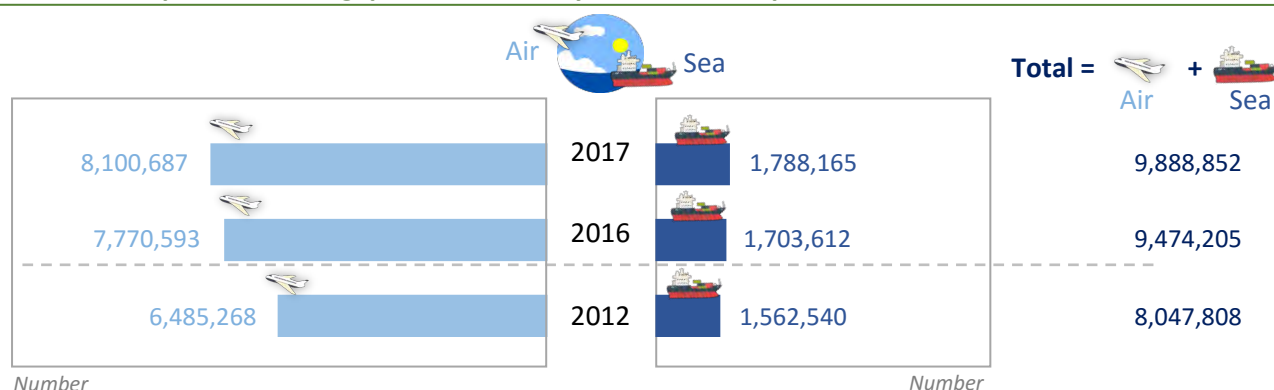 Air
Sea
Total = +
Air Sea
8,100,687 2017 1,788,165 9,888,852
7,770,593 2016 1,703,612 9,474,205
6,485,268 2012 1,562,540 8,047,808
Number Number